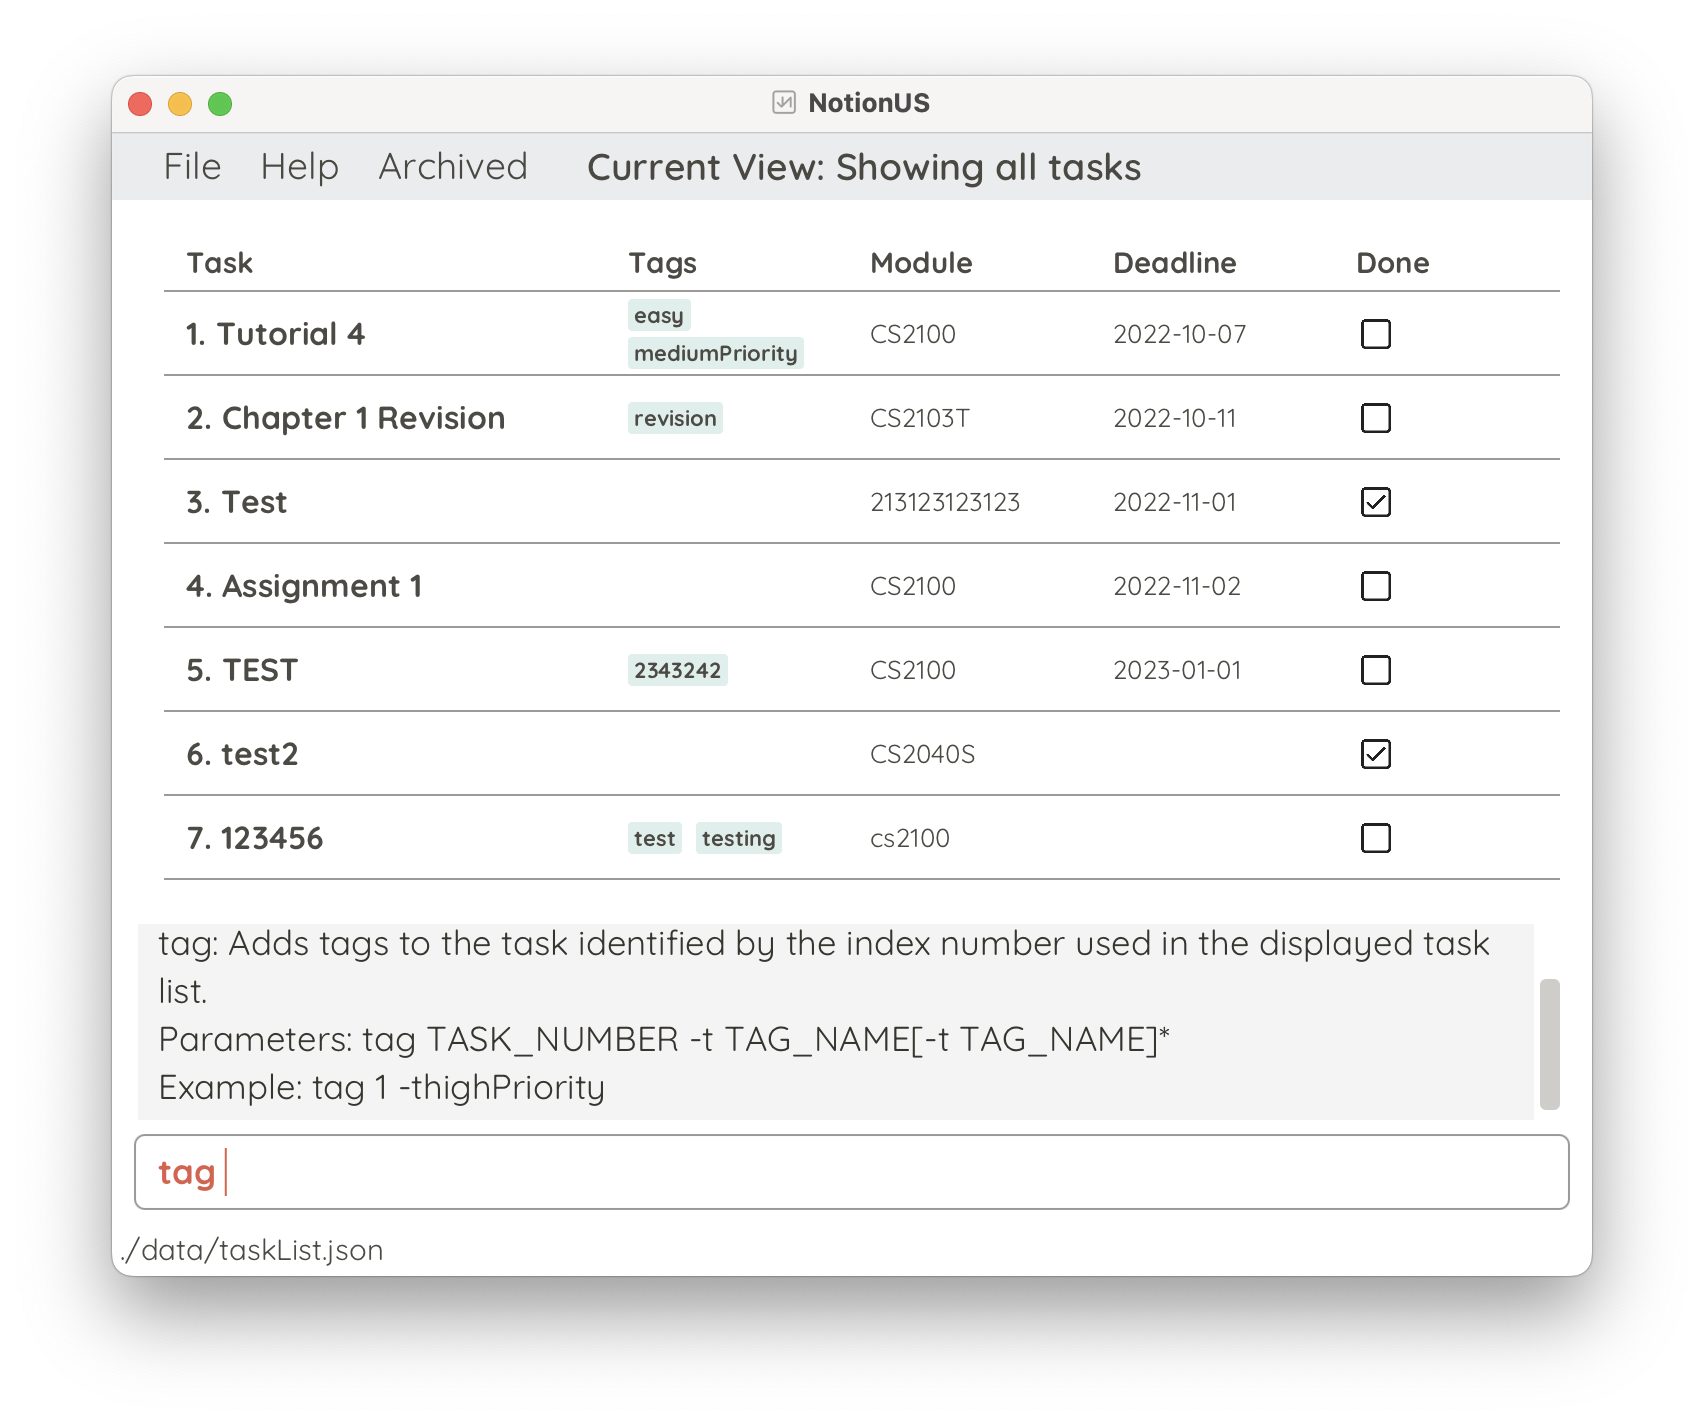 NotionUS
File Help Archived Current View: Showing all tasks
Task Tags Module Deadline Done
1. Tutorial 4 easy mediumPriority CS2100 2022-10-07
2. Chapter 1 Revision revision CS2103T 2022-10-11
3. Test 213123123123 2022-11-01
4. Assignment 1 CS2100 2022-11-02
5. TEST 2343242 CS2100 2023-01-01
6. test2 CS2040S
7. 123456 test testing cs2100
tag: Adds tags to the task identified by the index number used in the displayed task
list.
Parameters: tag TASK_NUMBER -t TAG_NAME[-t TAG_NAME]*
Example: tag 1 -thighPriority
tag
./data/taskList.json